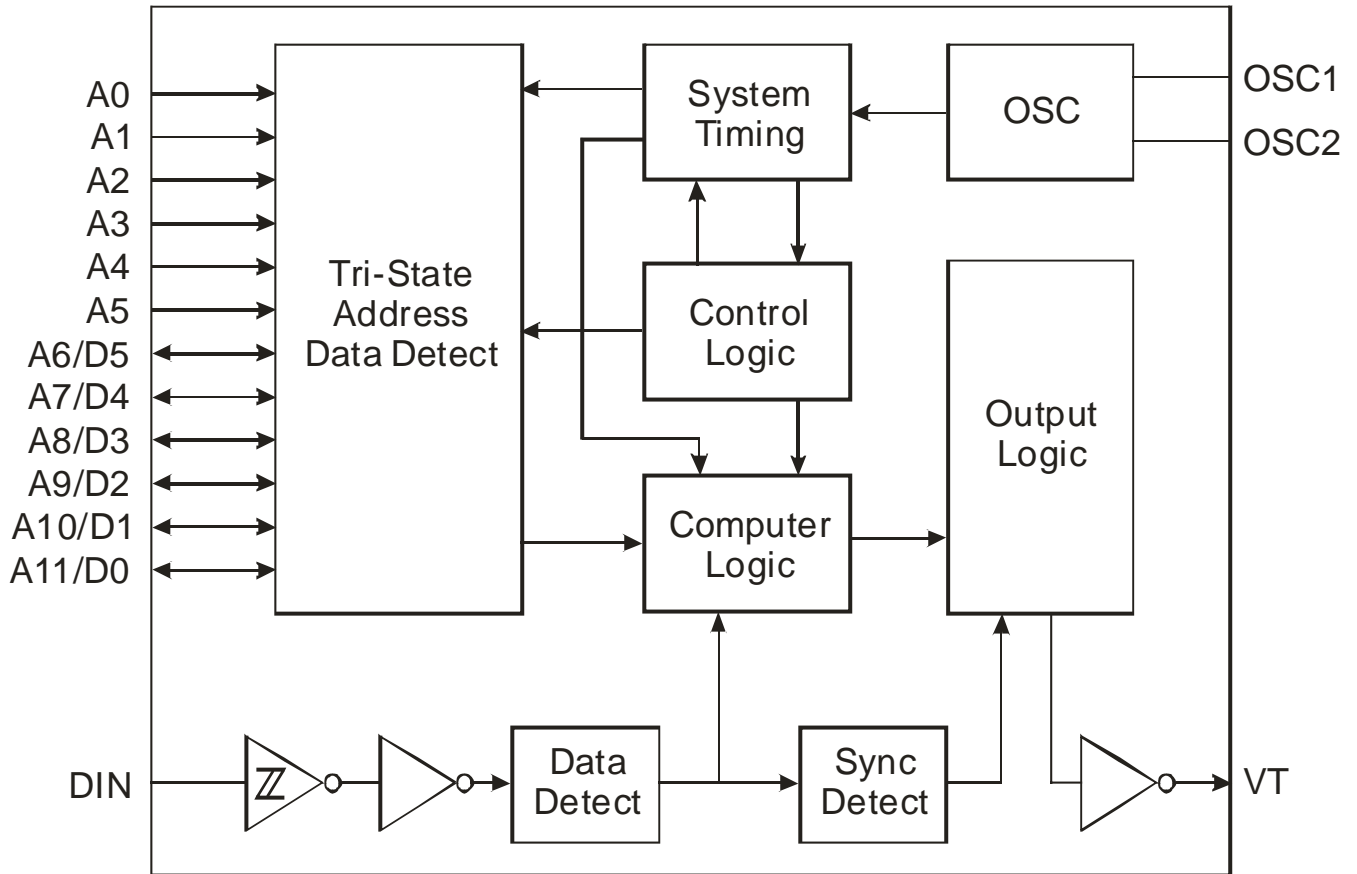 A0
A1
A2
A3
A4
A5
A6/D5
A7/D4
A8/D3
A9/D2
A10/D1
A11/D0
DIN
Tri-State
Address
Data Detect
System
Timing
OSC
OSC1
OSC2
Control
Logic
Computer
Logic
Output
Logic
Data
Detect
Sync
Detect
VT